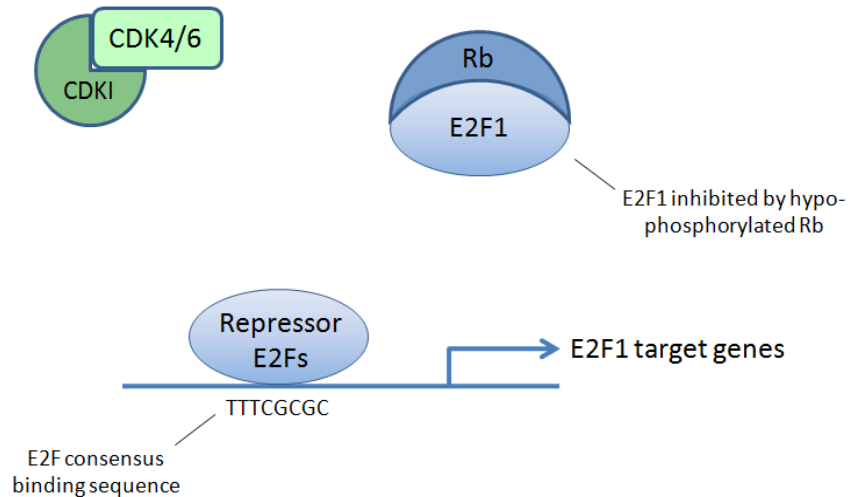 CDK4/6
CDKI
Rb
E2F1
E2F1 inhibited by hypo-
phosphorylated Rb
Repressor
E2Fs
E2F1 target genes
TTTCGCGC
E2F consensus
binding sequence